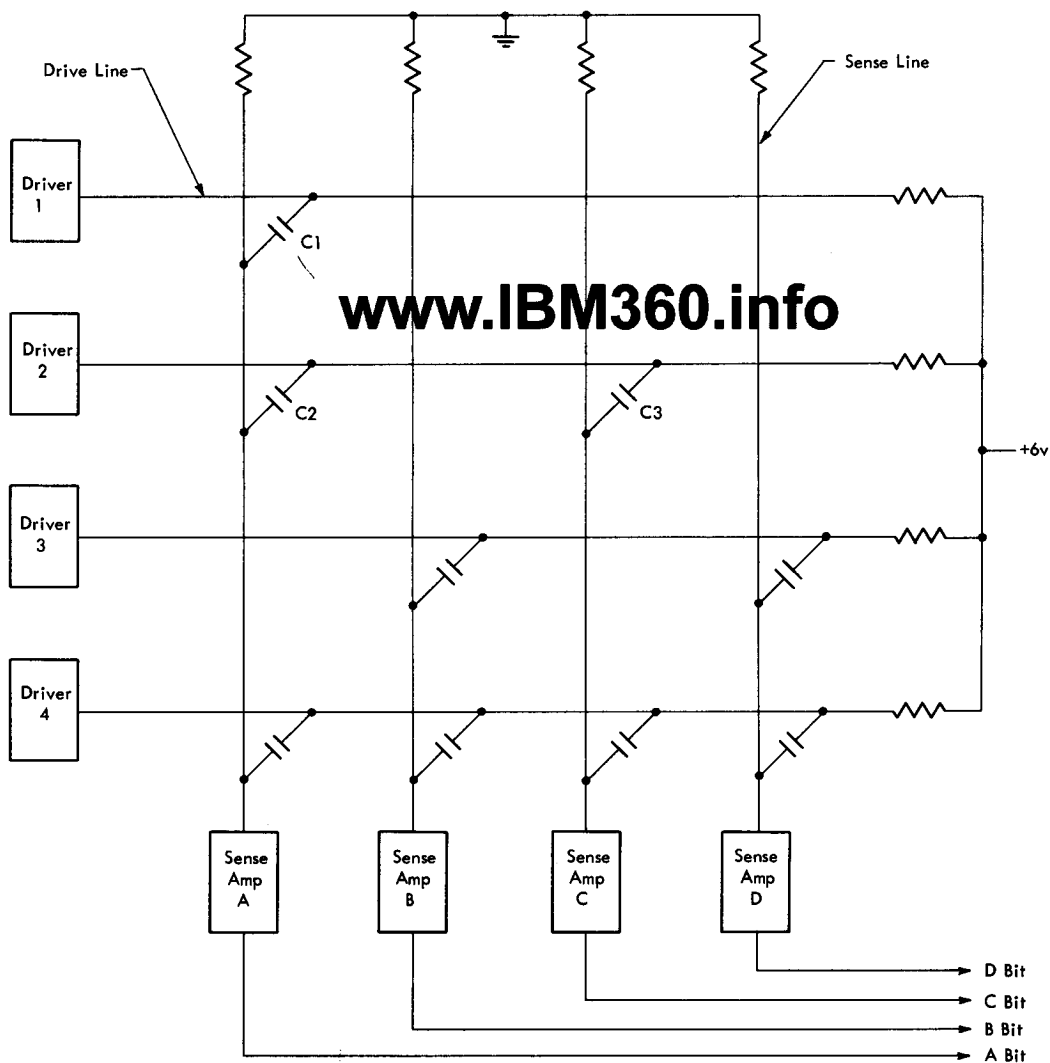 Drive Line
Sense Line
Driver
1
C1
www.IBM360.info
Driver
2
C2
C3
+6v
Driver
3
Driver
4
Sense
Amp
A
Sense
Amp
B
Sense
Amp
C
Sense
Amp
D
D Bit
C Bit
B Bit
A Bit